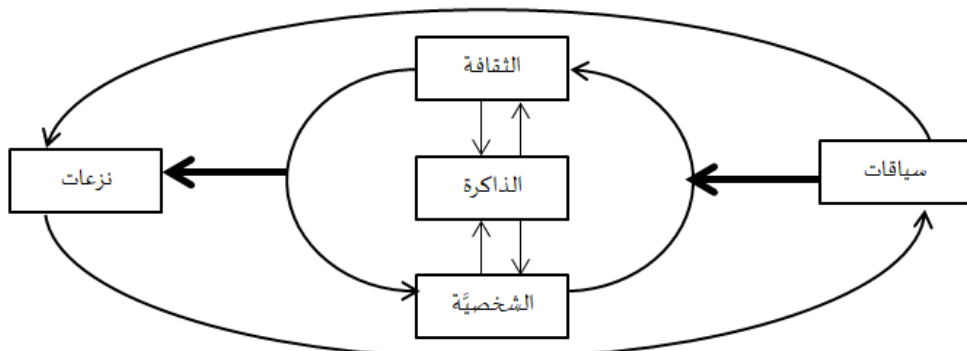 الثقافة
سياقات
الذاكرة
نزعات
الشخصيَّة